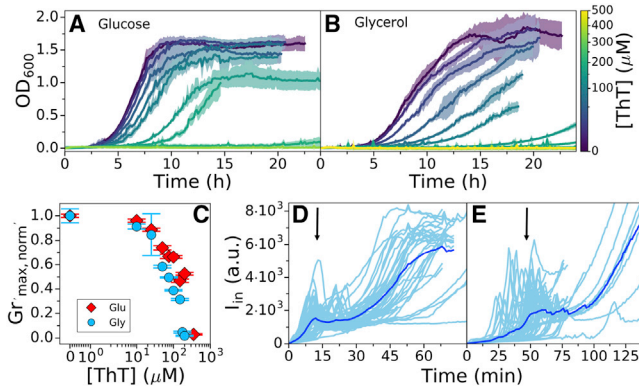 A Glucose
B Glycerol
OD600
2.0
1.5
1.0
0.5
0.0
0 5 10 15 20
Time (h)
0 5 10 15 20
Time (h)
500
400
300
200
100
0
[ThT] (μM)
C
Gr max, norm.
1.0
0.8
0.6
0.4
0.2
0.0
Glu
Gly
10^0 10^1 10^2 10^3
[ThT] (μM)
D
E
I_in (a.u.)
8·10^3
5·10^3
2·10^3
0
0 15 30 45 60
0 25 50 75 100 125
Time (min)